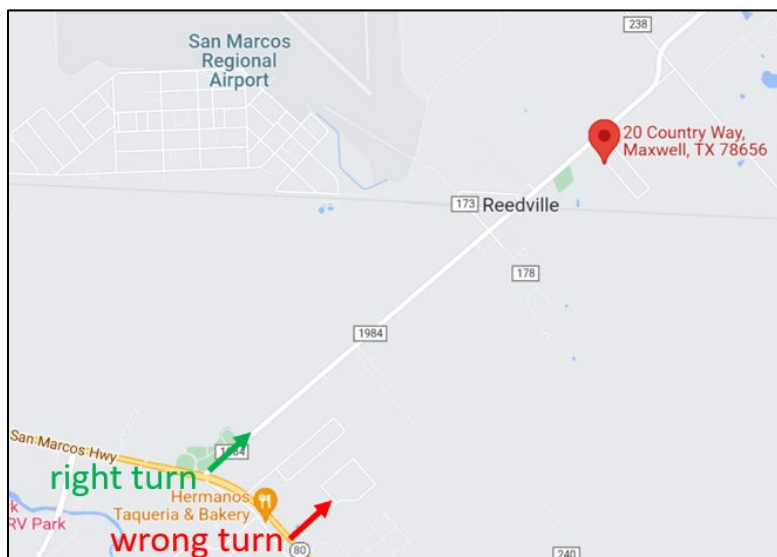 238
San Marcos
Regional
Airport
20 Country Way,
Maxwell, TX 78656
173
Reedville
178
1984
San Marcos Hwy
1984
right turn
Hermanos
Taqueria & Bakery
k
RV Park
wrong turn
80
240